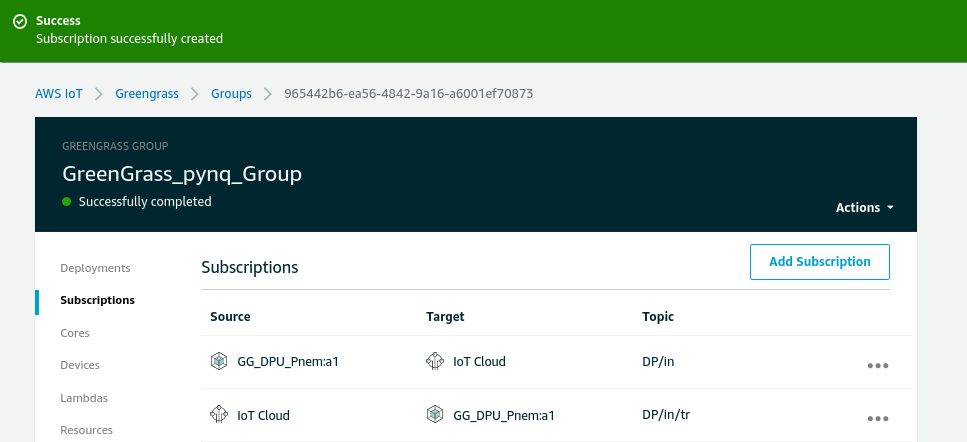 Success
Subscription successfully created
AWS IoT > Greengrass > Groups > 965442b6-ea56-4842-9a16-a6001ef70873
GREENGRASS GROUP
GreenGrass_pynq_Group
Successfully completed
Actions
Deployments
Subscriptions
Cores
Devices
Lambdas
Resources
Subscriptions
Add Subscription
Source Target Topic
GG_DPU_Pnem:a1 IoT Cloud DP/in
IoT Cloud GG_DPU_Pnem:a1 DP/in/tr